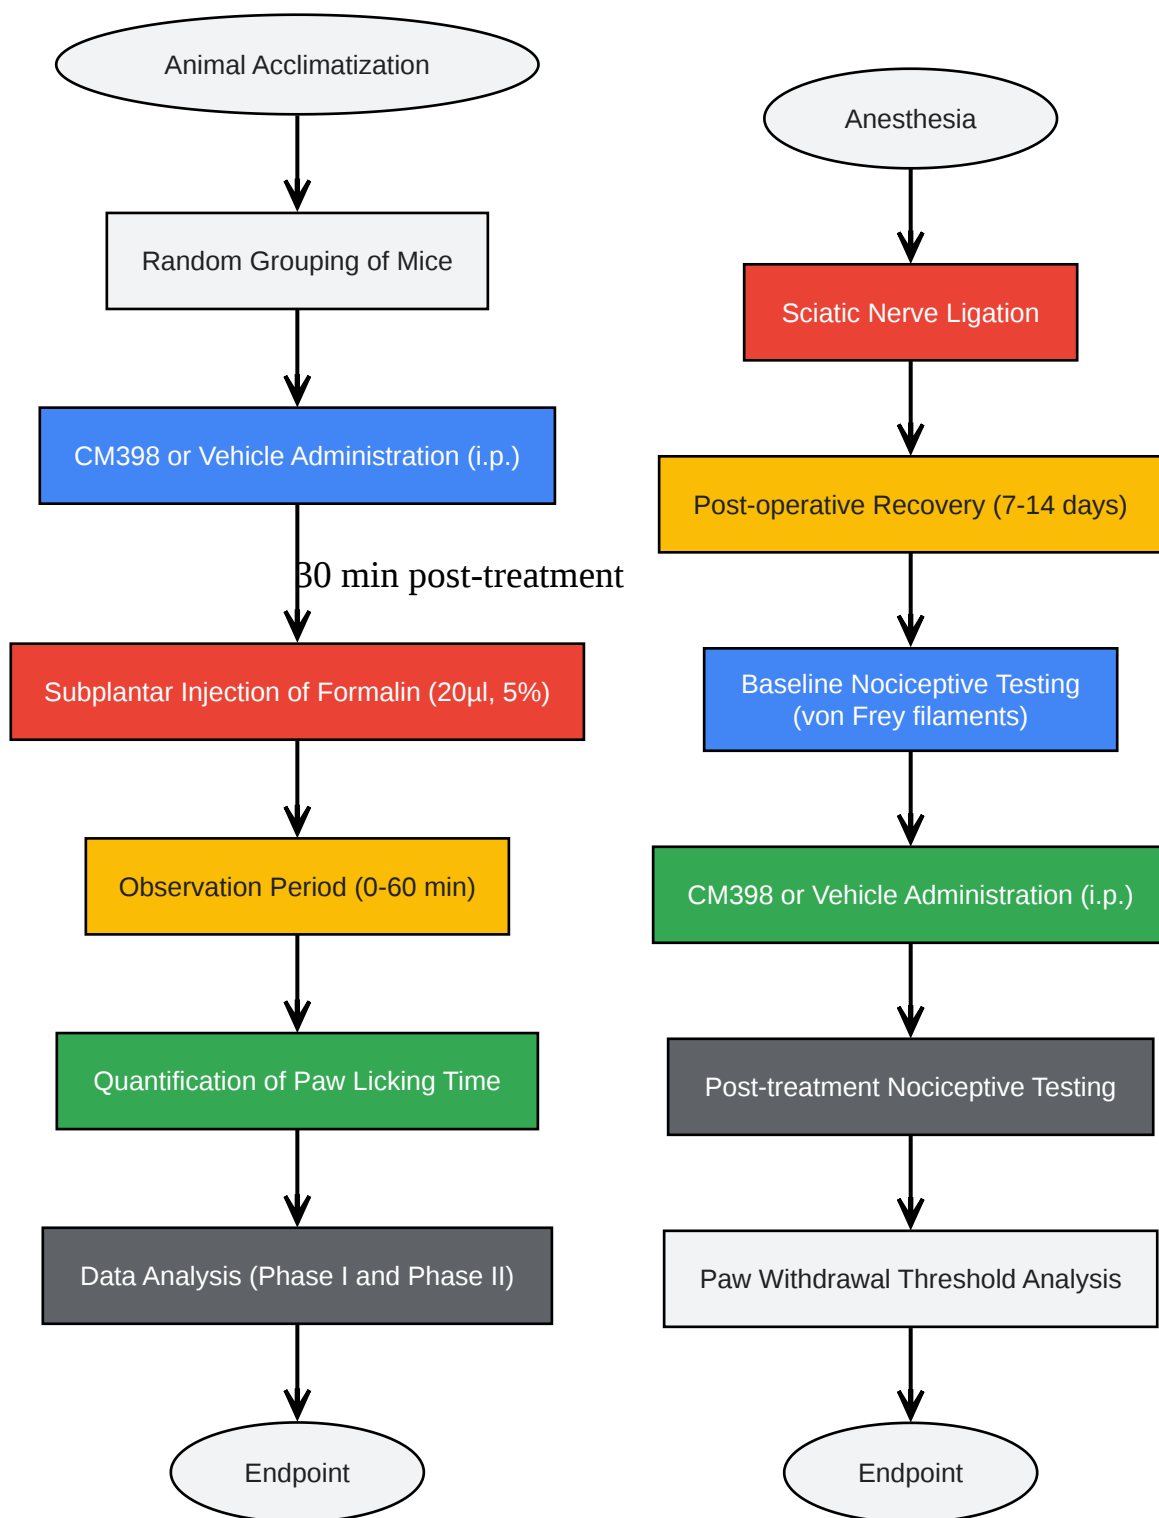 Animal Acclimatization
Random Grouping of Mice
CM398 or Vehicle Administration (i.p.)
30 min post-treatment
Subplantar Injection of Formalin (20µl, 5%)
Observation Period (0-60 min)
Quantification of Paw Licking Time
Data Analysis (Phase I and Phase II)
Endpoint
Anesthesia
Sciatic Nerve Ligation
Post-operative Recovery (7-14 days)
Baseline Nociceptive Testing
(von Frey filaments)
CM398 or Vehicle Administration (i.p.)
Post-treatment Nociceptive Testing
Paw Withdrawal Threshold Analysis
Endpoint